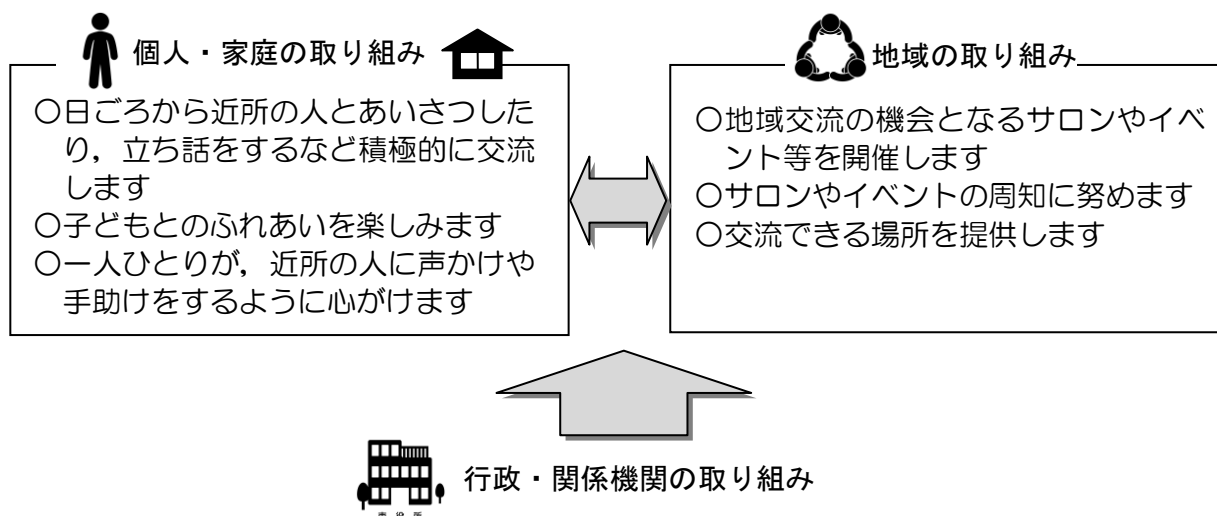 個人・家庭の取り組み
○日ごろから近所の人とあいさつした
り，立ち話をするなど積極的に交流
します
○子どもとのふれあいを楽しみます
○一人ひとりが，近所の人に声かけや
手助けをするように心がけます
地域の取り組み
○地域交流の機会となるサロンやイベ
ント等を開催します
○サロンやイベントの周知に努めます
○交流できる場所を提供します
行政・関係機関の取り組み